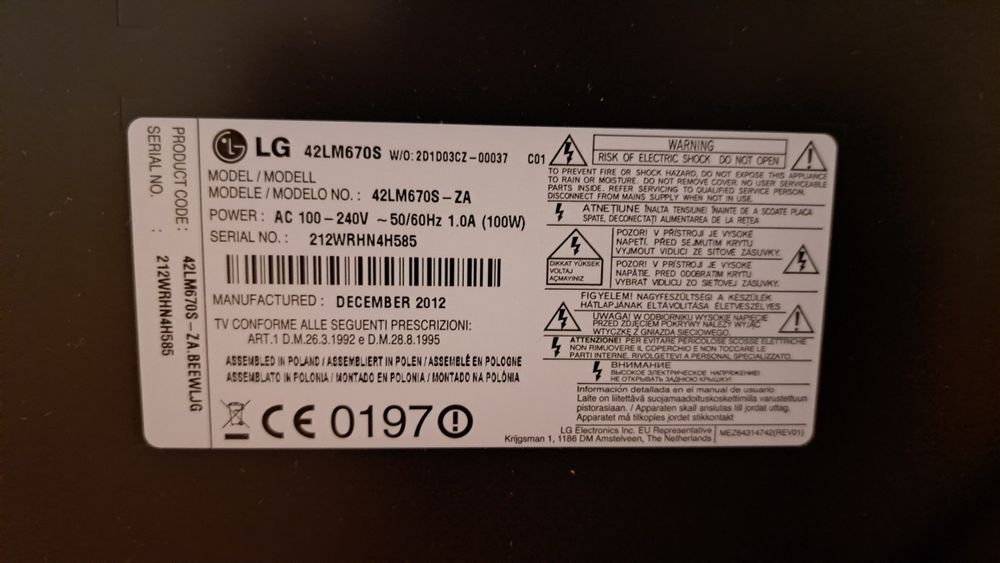 PRODUCT CODE: 42LM670S-ZA.BEEWLJG
SERIAL NO. : 212WRHN4H585
LG 42LM670S W/O: 2D1D03CZ-00037 C01
MODEL / MODELL
MODELE / MODELO NO. : 42LM670S-ZA
POWER : AC 100-240V ~50/60Hz 1.0A (100W)
SERIAL NO. : 212WRHN4H585
MANUFACTURED : DECEMBER 2012
TV CONFORME ALLE SEGUENTI PRESCRIZIONI:
ART.1 D.M.26.3.1992 e D.M.28.8.1995
ASSEMBLED IN POLAND / ASSEMBLIERT IN POLEN / ASSEMBLÉ EN POLOGNE
ASSEMBLATO IN POLONIA / MONTADO EN POLONIA / MONTADO NA POLÔNIA
CE 0197
WARNING
RISK OF ELECTRIC SHOCK DO NOT OPEN
TO PREVENT FIRE OR SHOCK HAZARD, DO NOT EXPOSE THIS APPLIANCE
TO RAIN OR MOISTURE. DO NOT REMOVE COVER. NO USER SERVICEABLE
PARTS INSIDE. REFER SERVICING TO QUALIFIED SERVICE PERSON.
DISCONNECT FROM MAINS SUPPLY WHEN NOT IN USE.
ATNEŢIUNE ÎNALTA TENSIUNE! ÎNAINTE DE A SCOATE PLACA
SPATE, DECONECTAŢI ALIMENTAREA DE LA REŢEA
DIKKAT YÜKSEK
VOLTAJ
AÇMAYINIZ
POZOR! V PŘÍSTROJI JE VYSOKÉ
NAPĚTÍ. PŘED SEJMUTIM KRYTU
VYJMOUT VIDLICI ZE SÍŤOVÉ ZÁSUVKY.
POZOR! V PRÍSTROJI JE VYSOKÉ
NAPÄTIE. PRED ODOBRATÍM KRYTU
VYBRAT VIDLICU ZO SIEŤOVEJ ZÁSUVKY.
FIGYELEM! NAGYFESZÜLTSÉG! A KÉSZÜLÉK
HÁTLAPJÁNAK ELTÁVOLÍTÁSA ÉLETVESZÉLYES
UWAGA! W ODBIORNIKU WYSOKIE NAPIĘCIE
PRZED ZDJĘCIEM POKRYWY NALEŻY WYJĄC
WTYCZKĘ Z GNIAZDA SIECIOWEGO.
ATTENZIONE! PER EVITARE PERICOLOSE SCOSSE ELETTRICHE
NON RIMUOVERE IL COPERCHIO E NON TOCCARE LE
PARTI INTERNE. RIVOLGETEVI A PERSONAL SPECIALIZZATO.
ВНИМАНИЕ
ВЫСОКОЕ ЭЛЕКТРИЧЕСКОЕ НАПРЯЖЕНИЕ!
НЕ ОТКРЫВАТЬ ЗАДНЮЮ КРЫШКУ!
Información detallada en el manual de usuario
Laite on liitettävä suojamaadoituskoskettimilla varustettuun
pistorasiaan. / Apparaten skall anslutas till jordat uttag.
Apparatet må tilkoples jordet stikkontakt
LG Electronics Inc. EU Representative
Krijgsman 1, 1186 DM Amstelveen, The Netherlands
MEZ64314742(REV01)